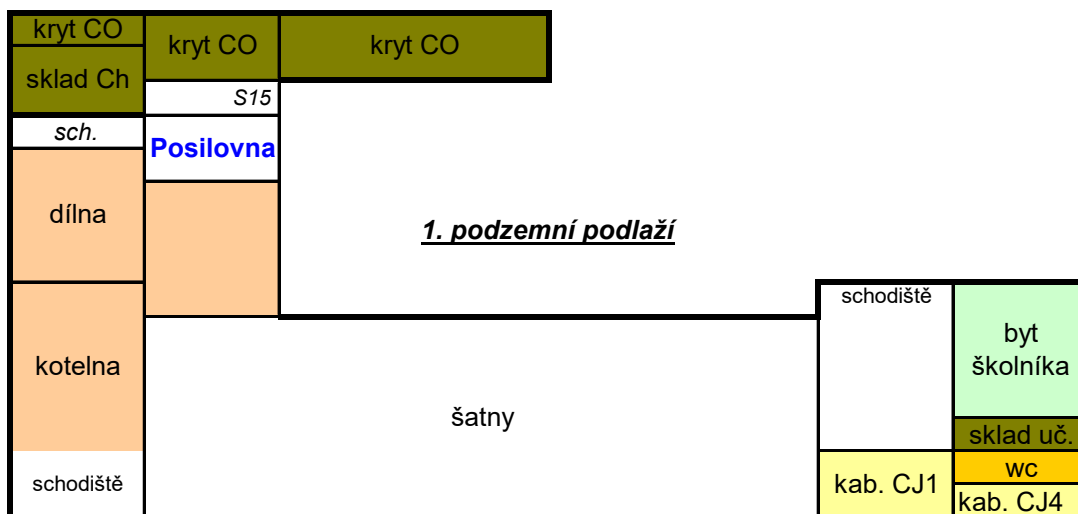 kryt CO
kryt CO
kryt CO
sklad Ch
S15
sch.
Posilovna
dílna
1. podzemní podlaží
schodiště
byt
školníka
kotelna
šatny
sklad uč.
schodiště
kab. CJ1
wc
kab. CJ4